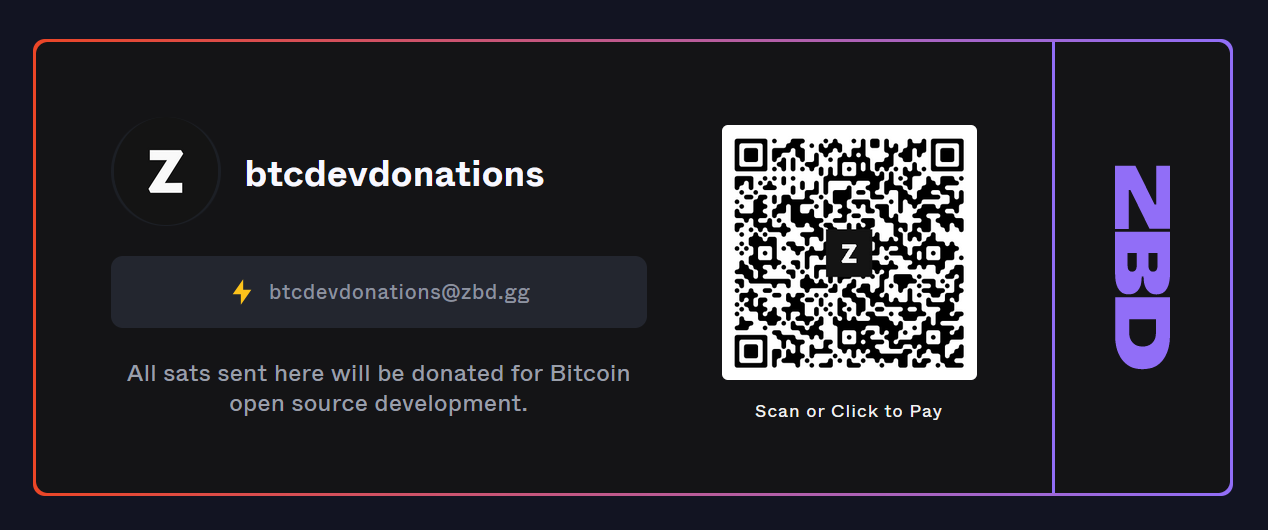 Z
btcdevdonations
btcdevdonations@zbd.gg
All sats sent here will be donated for Bitcoin
open source development.
Z
Scan or Click to Pay
ZBD